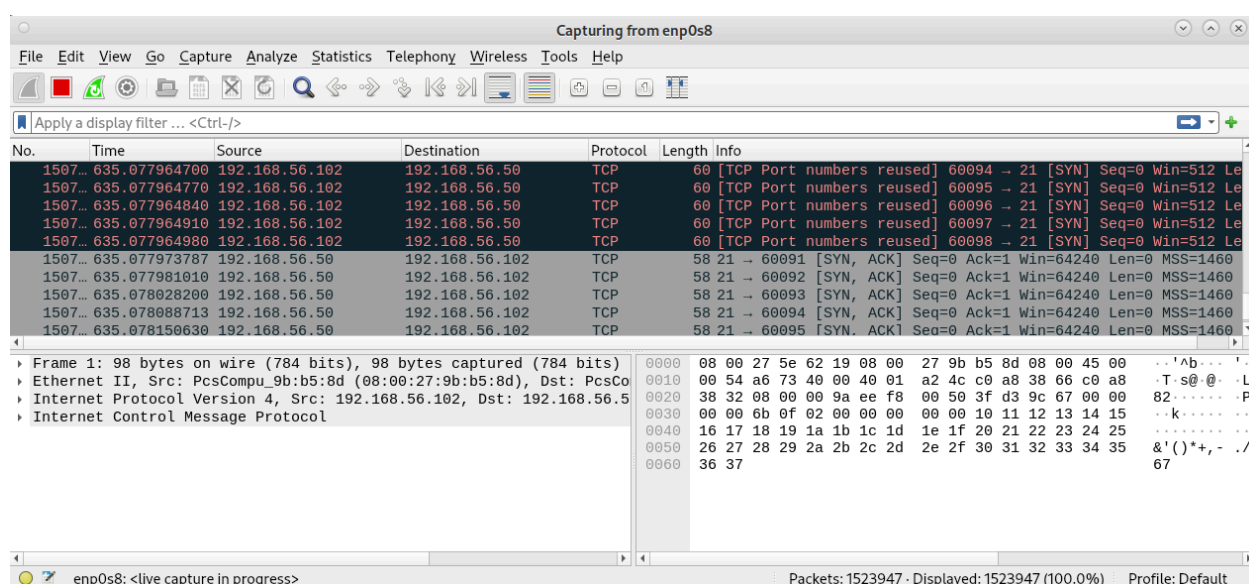 Capturing from enp0s8
File Edit View Go Capture Analyze Statistics Telephony Wireless Tools Help
Apply a display filter … <Ctrl-/>
No. Time Source Destination Protocol Length Info
1507… 635.077964700 192.168.56.102 192.168.56.50 TCP 60 [TCP Port numbers reused] 60094 → 21 [SYN] Seq=0 Win=512 Le
1507… 635.077964770 192.168.56.102 192.168.56.50 TCP 60 [TCP Port numbers reused] 60095 → 21 [SYN] Seq=0 Win=512 Le
1507… 635.077964840 192.168.56.102 192.168.56.50 TCP 60 [TCP Port numbers reused] 60096 → 21 [SYN] Seq=0 Win=512 Le
1507… 635.077964910 192.168.56.102 192.168.56.50 TCP 60 [TCP Port numbers reused] 60097 → 21 [SYN] Seq=0 Win=512 Le
1507… 635.077964980 192.168.56.102 192.168.56.50 TCP 60 [TCP Port numbers reused] 60098 → 21 [SYN] Seq=0 Win=512 Le
1507… 635.077973787 192.168.56.50 192.168.56.102 TCP 58 21 → 60091 [SYN, ACK] Seq=0 Ack=1 Win=64240 Len=0 MSS=1460
1507… 635.077981010 192.168.56.50 192.168.56.102 TCP 58 21 → 60092 [SYN, ACK] Seq=0 Ack=1 Win=64240 Len=0 MSS=1460
1507… 635.078028200 192.168.56.50 192.168.56.102 TCP 58 21 → 60093 [SYN, ACK] Seq=0 Ack=1 Win=64240 Len=0 MSS=1460
1507… 635.078088713 192.168.56.50 192.168.56.102 TCP 58 21 → 60094 [SYN, ACK] Seq=0 Ack=1 Win=64240 Len=0 MSS=1460
1507… 635.078150630 192.168.56.50 192.168.56.102 TCP 58 21 → 60095 [SYN, ACK] Seq=0 Ack=1 Win=64240 Len=0 MSS=1460
Frame 1: 98 bytes on wire (784 bits), 98 bytes captured (784 bits)
Ethernet II, Src: PcsCompu_9b:b5:8d (08:00:27:9b:b5:8d), Dst: PcsCo
Internet Protocol Version 4, Src: 192.168.56.102, Dst: 192.168.56.5
Internet Control Message Protocol
0000 08 00 27 5e 62 19 08 00 27 9b b5 8d 08 00 45 00 ··'^b··· '·
0010 00 54 a6 73 40 00 40 01 a2 4c c0 a8 38 66 c0 a8 ·T·s@·@· ·L
0020 38 32 08 00 00 9a ee f8 00 50 3f d3 9c 67 00 00 82······ ·P
0030 00 00 6b 0f 02 00 00 00 00 00 10 11 12 13 14 15 ··k····· ··
0040 16 17 18 19 1a 1b 1c 1d 1e 1f 20 21 22 23 24 25 ········ ··
0050 26 27 28 29 2a 2b 2c 2d 2e 2f 30 31 32 33 34 35 &'()*+,- ./
0060 36 37 67
enp0s8: <live capture in progress> Packets: 1523947 · Displayed: 1523947 (100.0%) Profile: Default